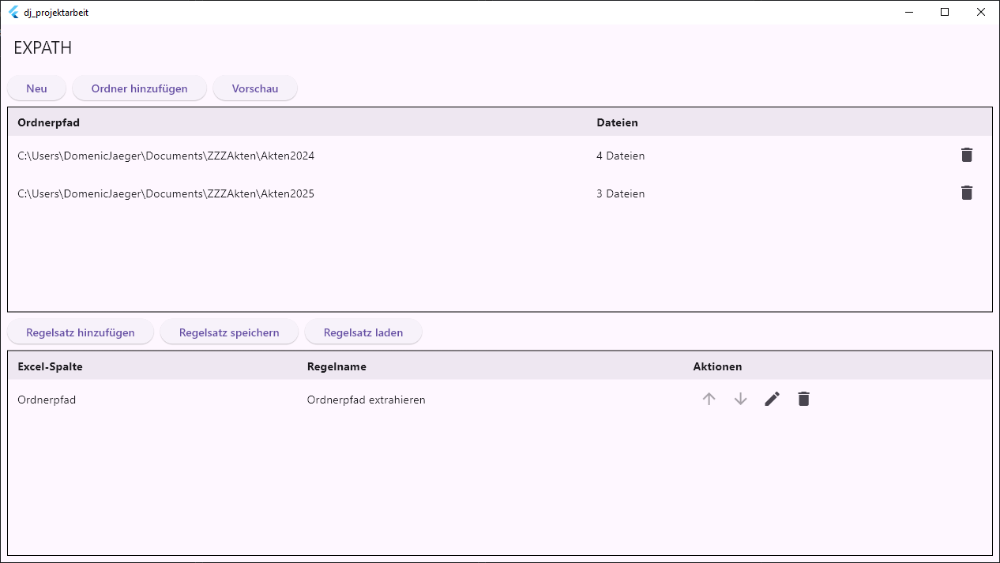 dj_projektarbeit
EXPATH
Neu Ordner hinzufügen Vorschau
Ordnerpfad Dateien
C:\Users\DomenicJaeger\Documents\ZZZAkten\Akten2024 4 Dateien
C:\Users\DomenicJaeger\Documents\ZZZAkten\Akten2025 3 Dateien
Regelsatz hinzufügen Regelsatz speichern Regelsatz laden
Excel-Spalte Regelname Aktionen
Ordnerpfad Ordnerpfad extrahieren